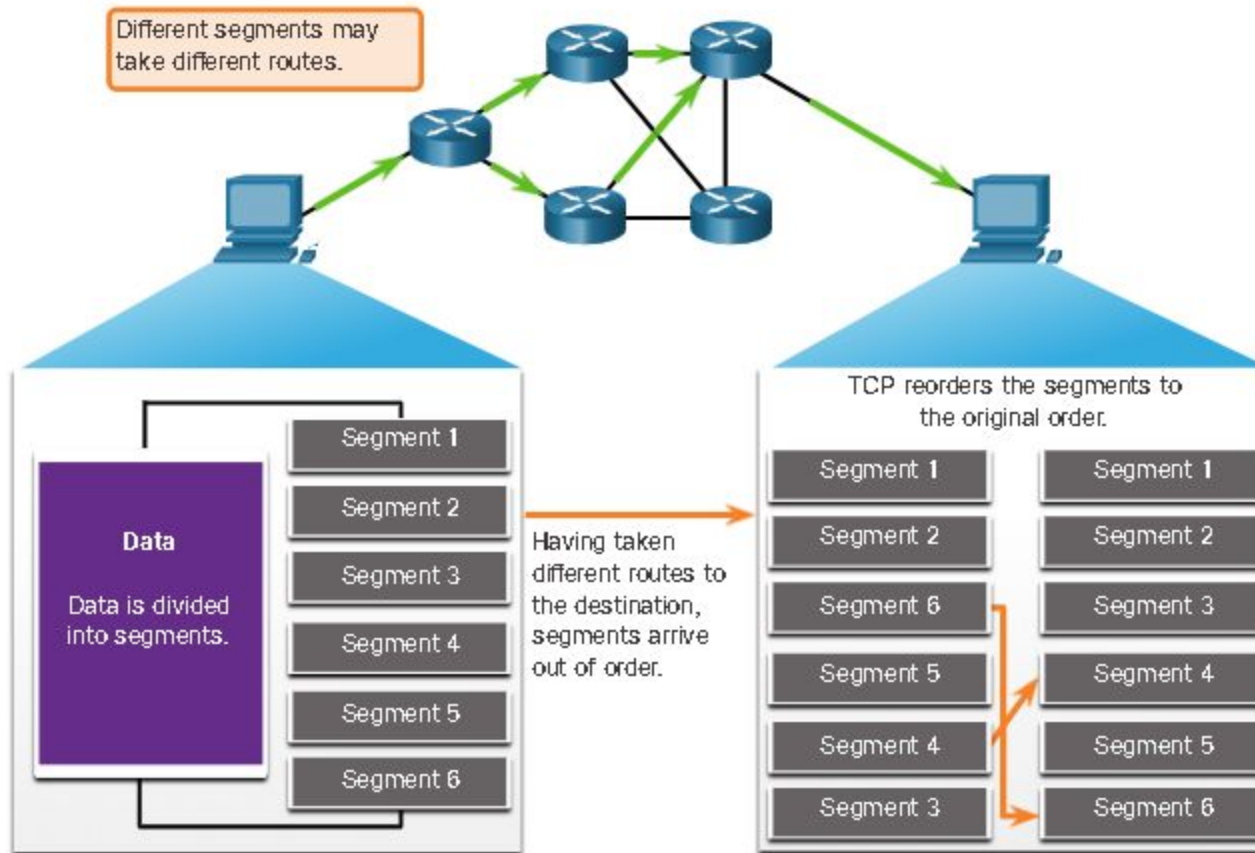 Different segments may
take different routes.
Data
Data is divided
into segments.
Segment 1
Segment 2
Segment 3
Segment 4
Segment 5
Segment 6
Having taken
different routes to
the destination,
segments arrive
out of order.
TCP reorders the segments to
the original order.
Segment 1
Segment 2
Segment 6
Segment 5
Segment 4
Segment 3
Segment 1
Segment 2
Segment 3
Segment 4
Segment 5
Segment 6